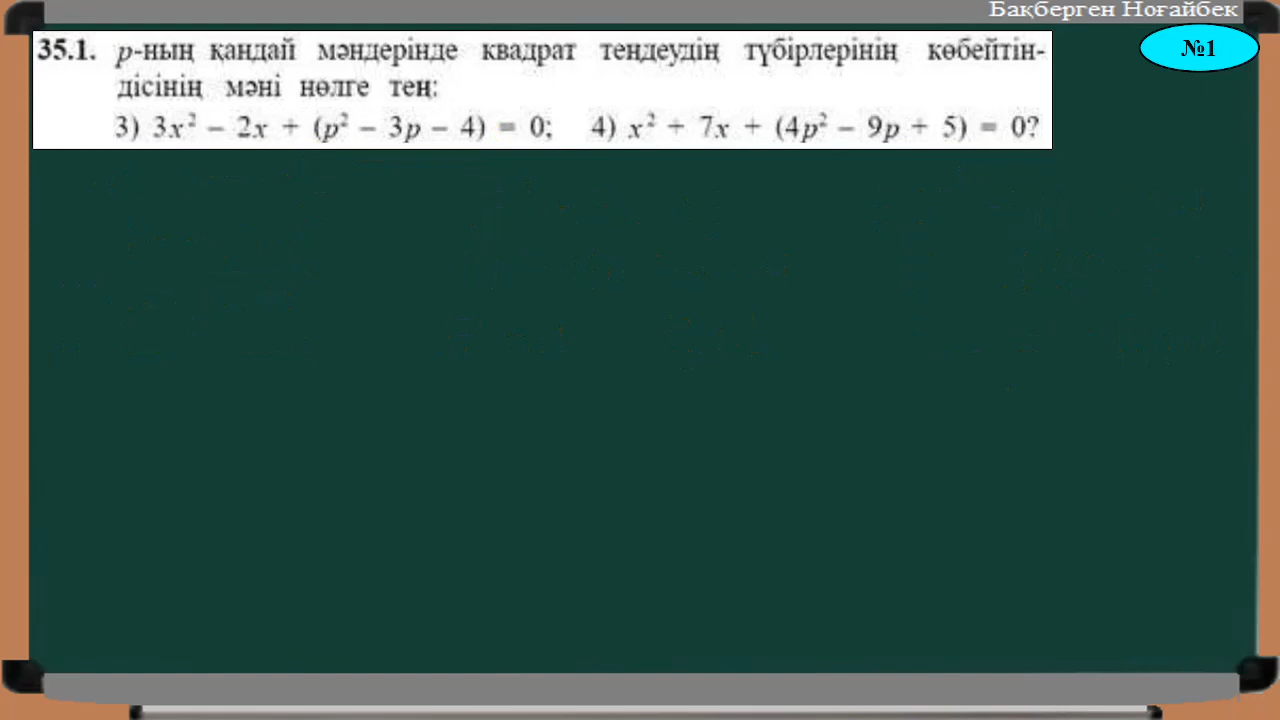 Бақберген Ноғайбек
№1
35.1. p-ның қандай мәндерінде квадрат теңдеудің түбірлерінің көбейтін-
дісінің мәні нөлге тең:
3) 3x² – 2x + (p² – 3p – 4) = 0; 4) x² + 7x + (4p² – 9p + 5) = 0?